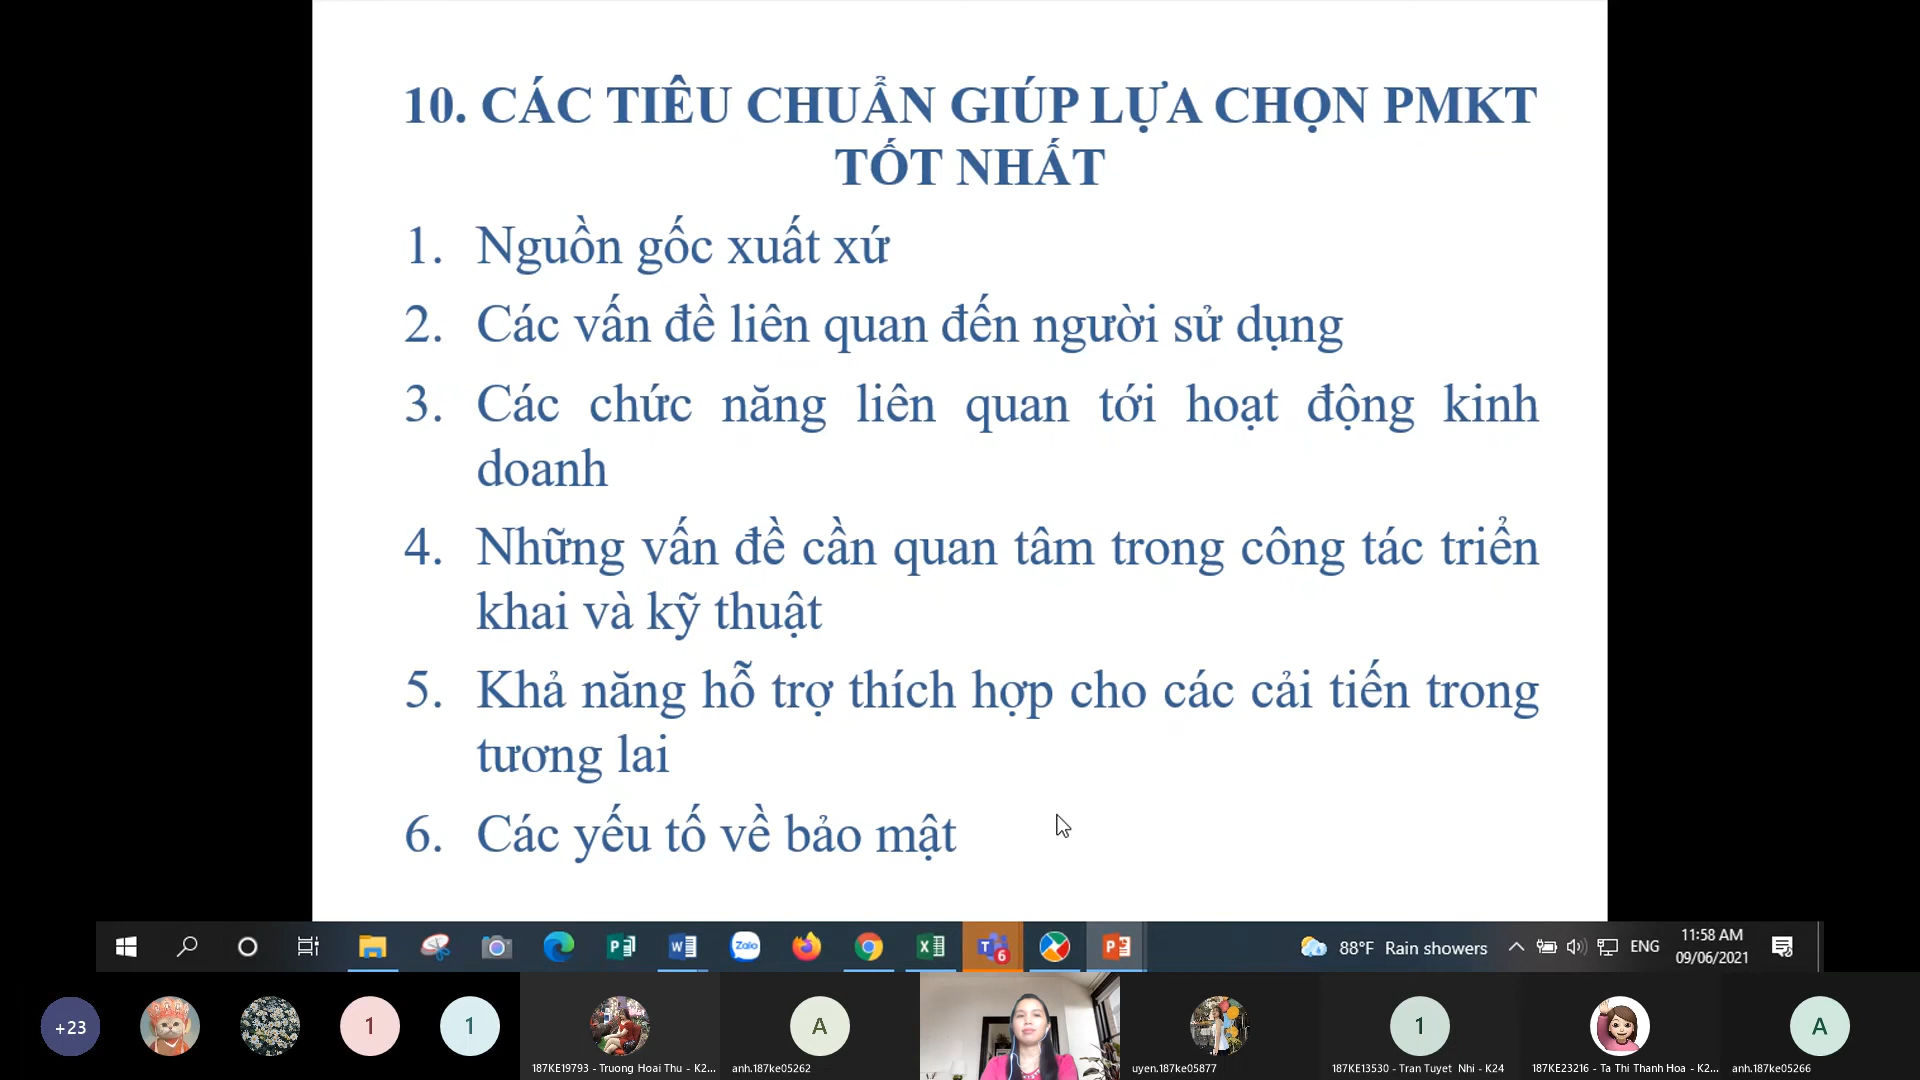 10. CÁC TIÊU CHUẨN GIÚP LỰA CHỌN PMKT
TỐT NHẤT
1. Nguồn gốc xuất xứ
2. Các vấn đề liên quan đến người sử dụng
3. Các chức năng liên quan tới hoạt động kinh
doanh
4. Những vấn đề cần quan tâm trong công tác triển
khai và kỹ thuật
5. Khả năng hỗ trợ thích hợp cho các cải tiến trong
tương lai
6. Các yếu tố về bảo mật
Zalo
6
88°F Rain showers
ENG
11:58 AM
09/06/2021
+23
1
1
A
1
A
187KE19793 - Truong Hoai Thu - K2...
anh.187ke05262
uyen.187ke05877
187KE13530 - Tran Tuyet Nhi - K24
187KE23216 - Ta Thi Thanh Hoa - K2...
anh.187ke05266